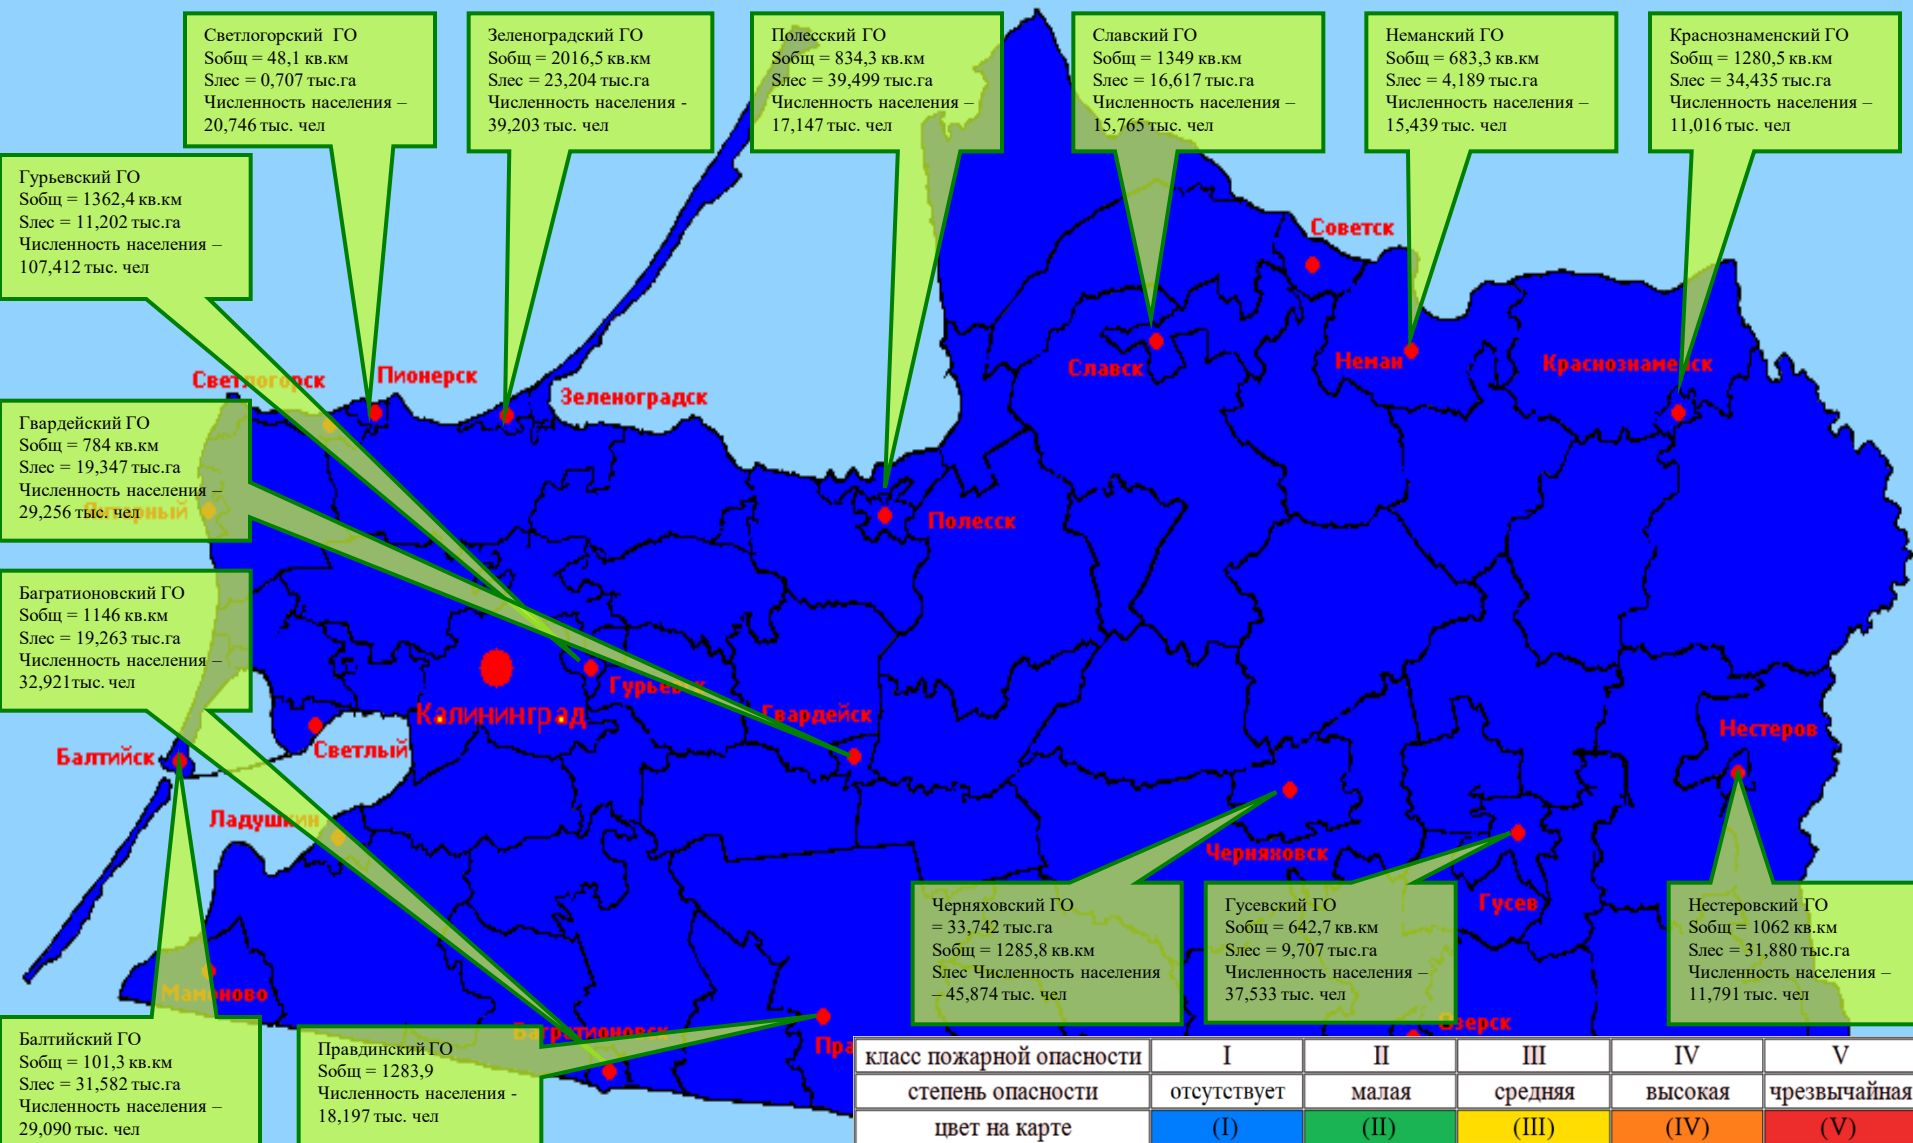 Светлогорский ГО
Sобщ = 48,1 кв.км
Sлес = 0,707 тыс.га
Численность населения –
20,746 тыс. чел
Зеленоградский ГО
Sобщ = 2016,5 кв.км
Sлес = 23,204 тыс.га
Численность населения -
39,203 тыс. чел
Полесский ГО
Sобщ = 834,3 кв.км
Sлес = 39,499 тыс.га
Численность населения –
17,147 тыс. чел
Славский ГО
Sобщ = 1349 кв.км
Sлес = 16,617 тыс.га
Численность населения –
15,765 тыс. чел
Неманский ГО
Sобщ = 683,3 кв.км
Sлес = 4,189 тыс.га
Численность населения –
15,439 тыс. чел
Краснознаменский ГО
Sобщ = 1280,5 кв.км
Sлес = 34,435 тыс.га
Численность населения –
11,016 тыс. чел
Гурьевский ГО
Sобщ = 1362,4 кв.км
Sлес = 11,202 тыс.га
Численность населения –
107,412 тыс. чел
Советск
Славск
Неман
Краснознаменск
Светлогорск
Пионерск
Зеленоградск
Гвардейский ГО
Sобщ = 784 кв.км
Sлес = 19,347 тыс.га
Численность населения –
29,256 тыс. чел
Янтарный
Полесск
Багратионовский ГО
Sобщ = 1146 кв.км
Sлес = 19,263 тыс.га
Численность населения –
32,921тыс. чел
Гурьевск
Калининград
Гвардейск
Нестеров
Светлый
Балтийск
Ладушкин
Черняховск
Гусев
Черняховский ГО
= 33,742 тыс.га
Sобщ = 1285,8 кв.км
Sлес Численность населения
– 45,874 тыс. чел
Гусевский ГО
Sобщ = 642,7 кв.км
Sлес = 9,707 тыс.га
Численность населения –
37,533 тыс. чел
Нестеровский ГО
Sобщ = 1062 кв.км
Sлес = 31,880 тыс.га
Численность населения –
11,791 тыс. чел
Мамоново
Багратионовск
Озерск
Пра
Балтийский ГО
Sобщ = 101,3 кв.км
Sлес = 31,582 тыс.га
Численность населения –
29,090 тыс. чел
Правдинский ГО
Sобщ = 1283,9
Численность населения -
18,197 тыс. чел
класс пожарной опасности I II III IV V
степень опасности отсутствует малая средняя высокая чрезвычайная
цвет на карте (I) (II) (III) (IV) (V)